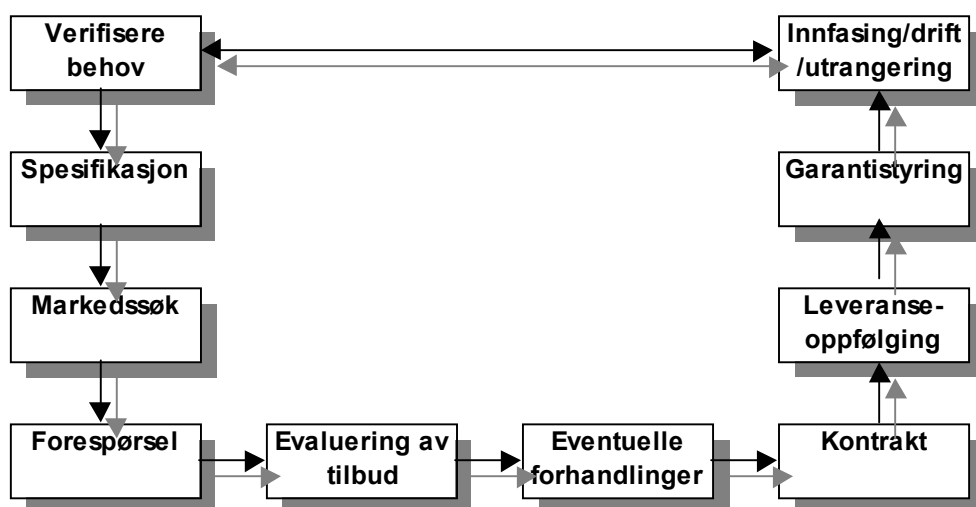 Verifisere
behov
Innfasing/drift
/utrangering
Spesifikasjon
Garantistyring
Markedssøk
Leveranse-
oppfølging
Forespørsel
Evaluering av
tilbud
Eventuelle
forhandlinger
Kontrakt